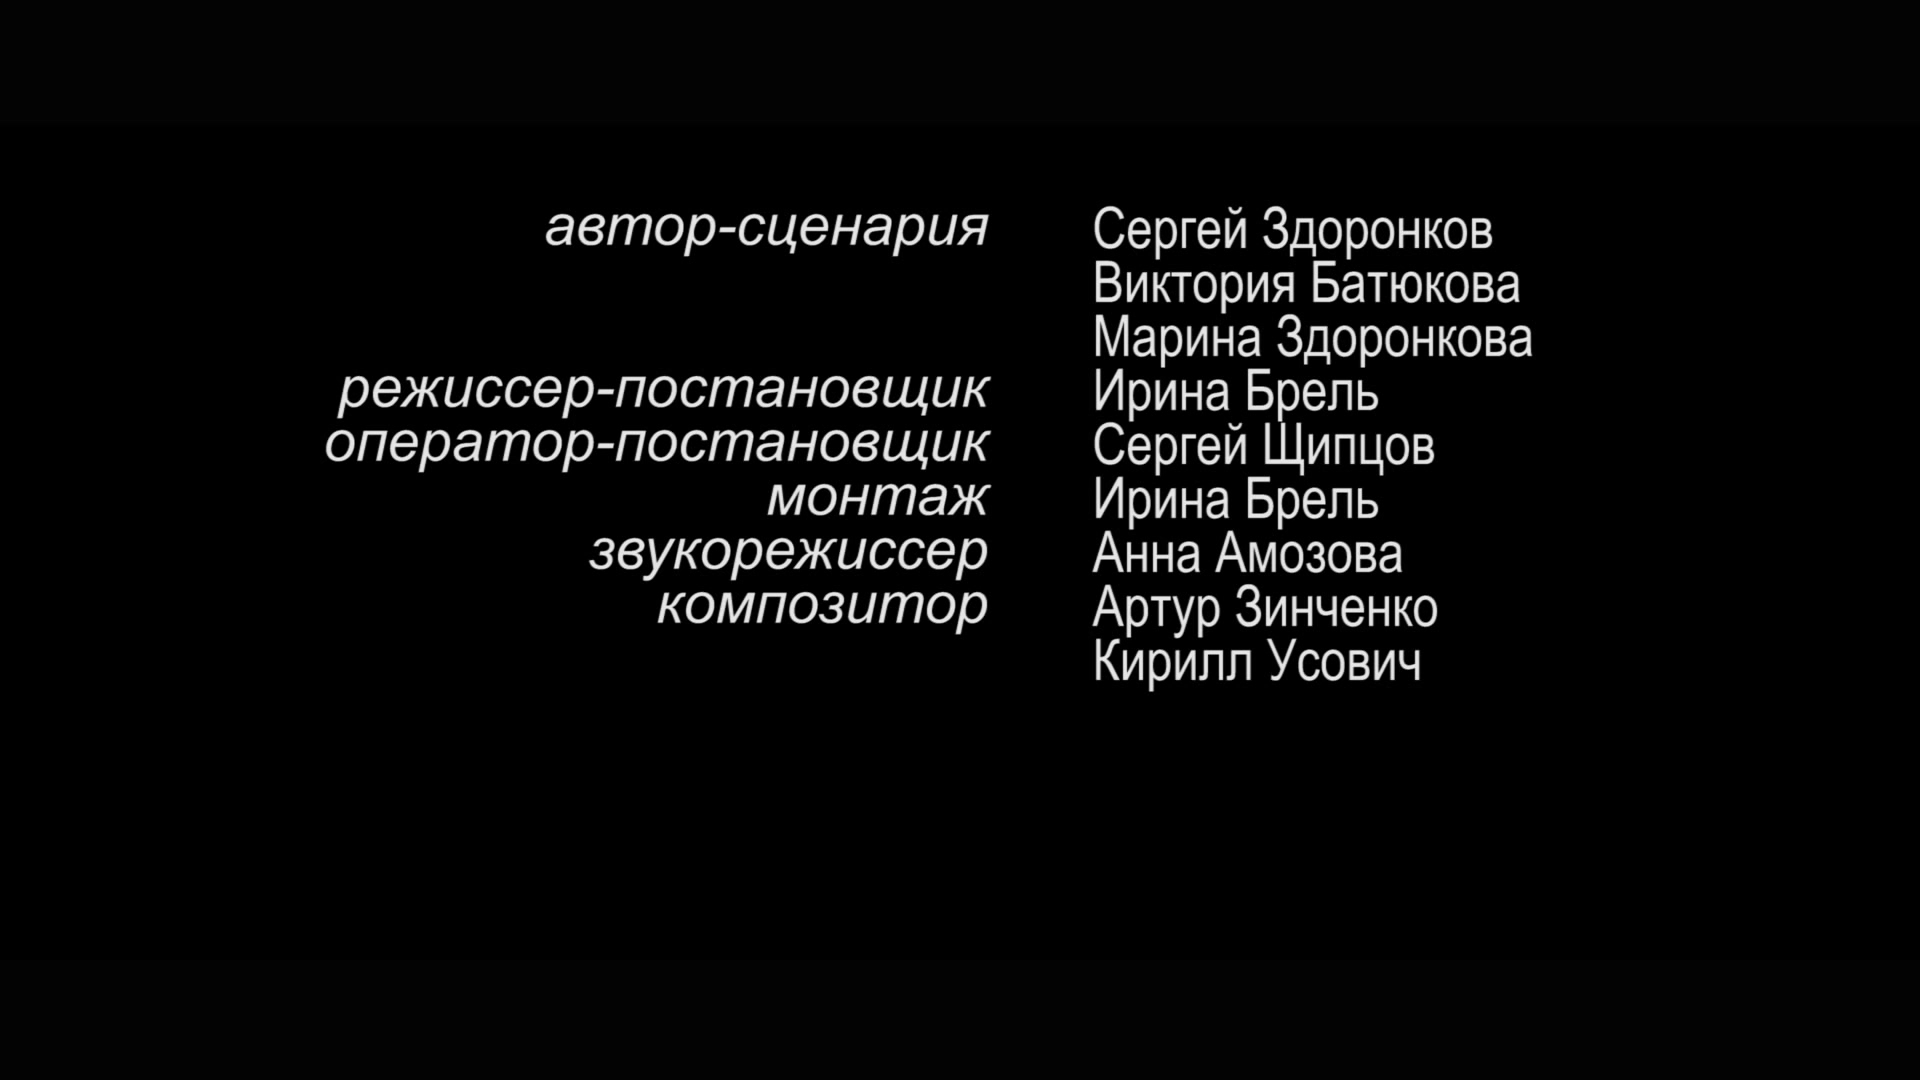 автор-сценария Сергей Здоронков
Виктория Батюкова
Марина Здоронкова
режиссер-постановщик Ирина Брель
оператор-постановщик Сергей Щипцов
монтаж Ирина Брель
звукорежиссер Анна Амозова
композитор Артур Зинченко
Кирилл Усович